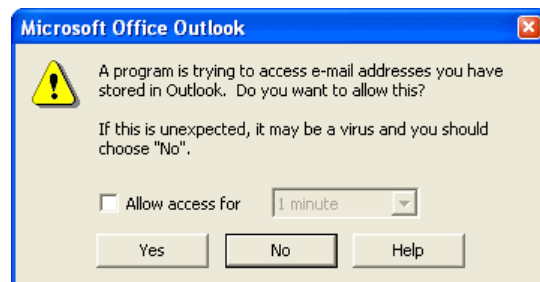 Microsoft Office Outlook
A program is trying to access e-mail addresses you have
stored in Outlook. Do you want to allow this?
If this is unexpected, it may be a virus and you should
choose "No".
Allow access for 1 minute
Yes No Help